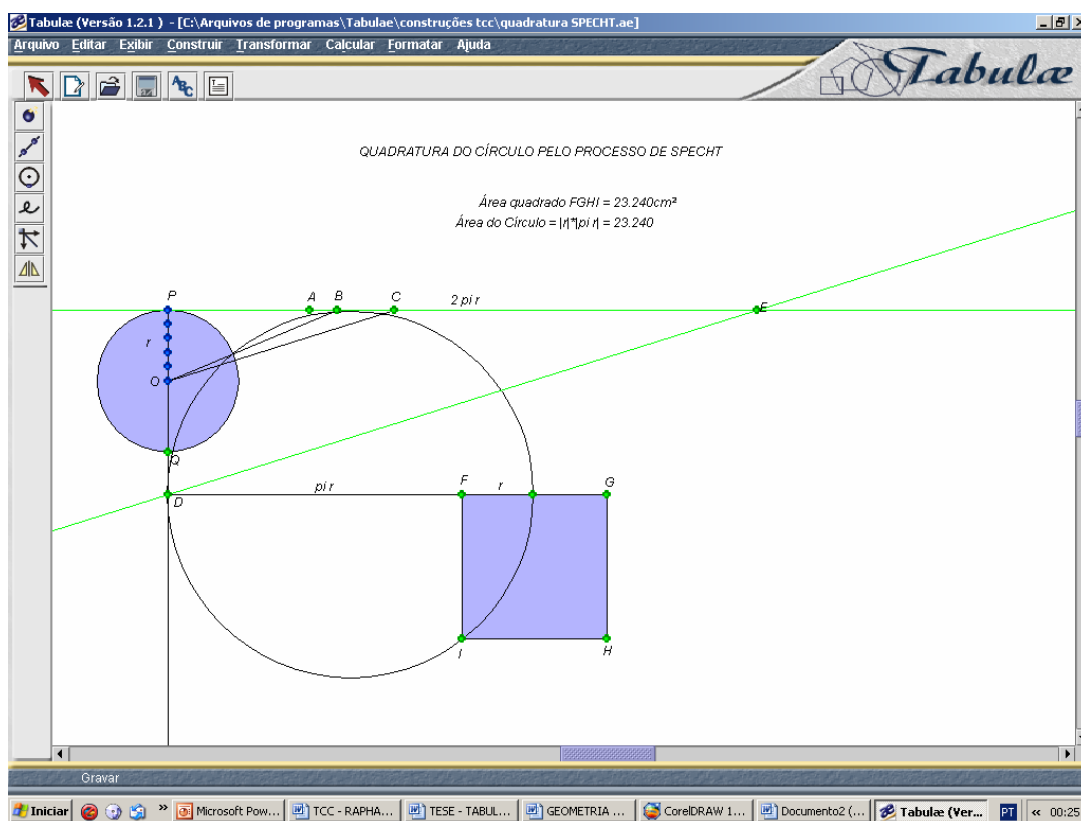 Tabulæ (Versão 1.2.1 ) - [C:\Arquivos de programas\Tabulae\construções tcc\quadratura SPECHT.ae]
Arquivo Editar Exibir Construir Transformar Calcular Formatar Ajuda
Tabulæ
ABC
QUADRATURA DO CÍRCULO PELO PROCESSO DE SPECHT
Área quadrado FGHI = 23.240cm²
Área do Círculo = |r|*|pi r| = 23.240
P A B C 2 pi r E
r
O
Q
D pi r F r G
I H
Gravar
Iniciar » Microsoft Pow... TCC - RAPHA... TESE - TABUL... GEOMETRIA ... CorelDRAW 1... Documento2 (... Tabulæ (Ver... PT « 00:25